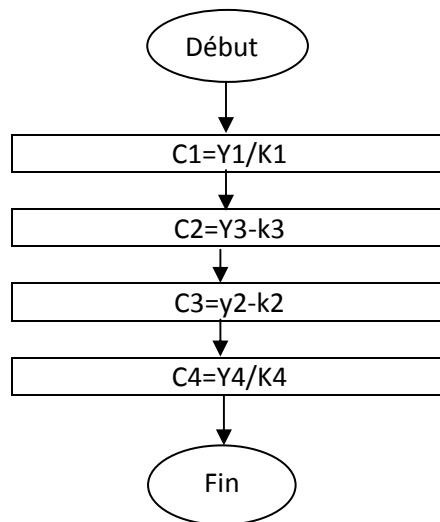 Début
C1=Y1/K1
C2=Y3-k3
C3=y2-k2
C4=Y4/K4
Fin